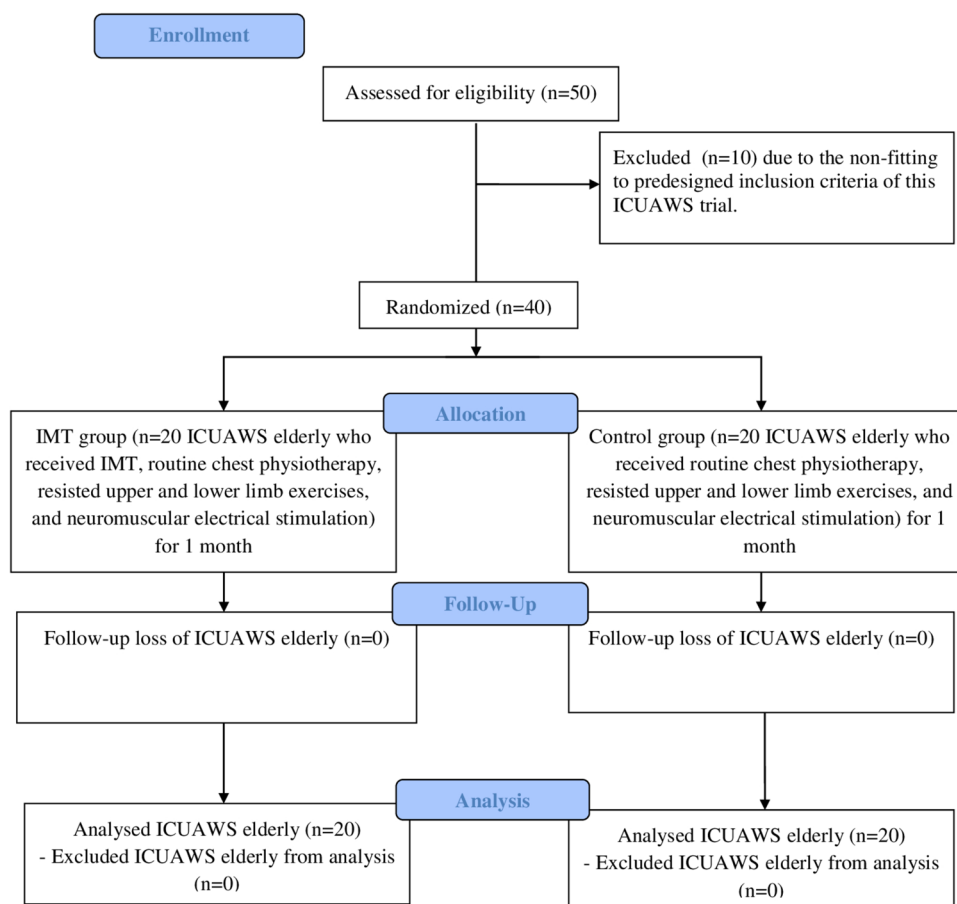 Enrollment
Assessed for eligibility (n=50)
Excluded  (n=10) due to the non-fitting
to predesigned inclusion criteria of this
ICUAWS trial.
Randomized (n=40)
Allocation
IMT group (n=20 ICUAWS elderly who
received IMT, routine chest physiotherapy,
resisted upper and lower limb exercises,
and neuromuscular electrical stimulation)
for 1 month
Control group (n=20 ICUAWS elderly who
received routine chest physiotherapy,
resisted upper and lower limb exercises, and
neuromuscular electrical stimulation) for 1
month
Follow-Up
Follow-up loss of ICUAWS elderly (n=0)
Follow-up loss of ICUAWS elderly (n=0)
Analysis
Analysed ICUAWS elderly (n=20)
- Excluded ICUAWS elderly from analysis
(n=0)
Analysed ICUAWS elderly (n=20)
- Excluded ICUAWS elderly from analysis
(n=0)